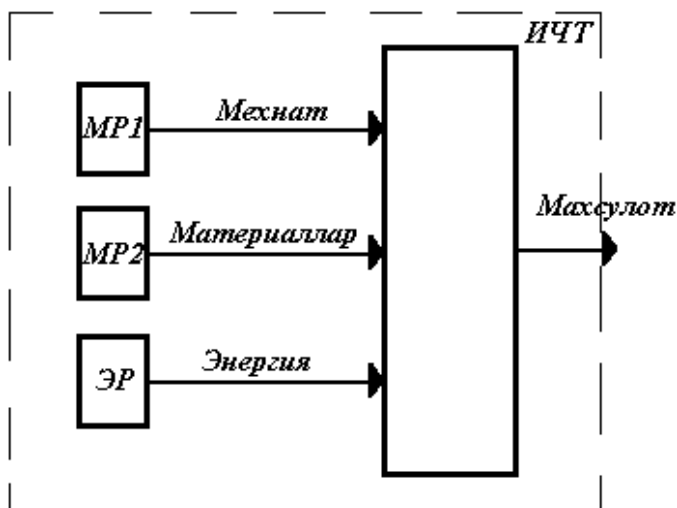 ИЧТ
МР1
Мехнат
МР2
Материаллар
Махсулот
ЭР
Энергия